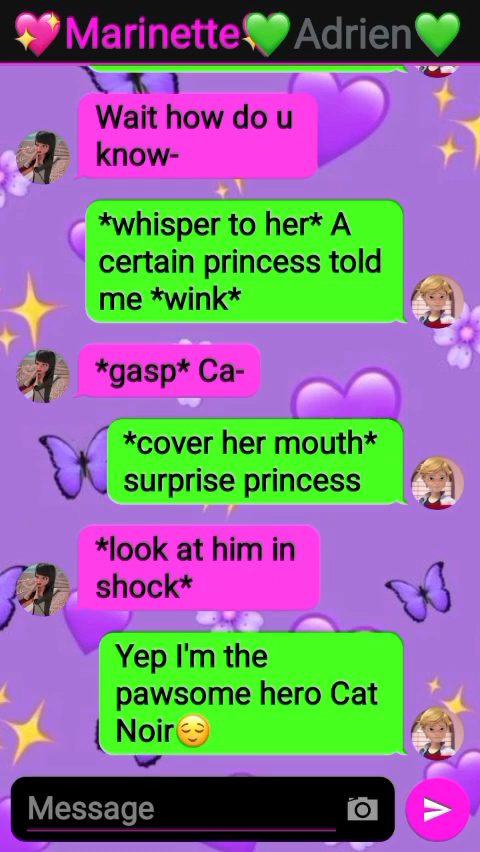 💖Marinette💖💚Adrien💚
Wait how do u
know-
*whisper to her* A
certain princess told
me *wink*
*gasp* Ca-
*cover her mouth*
surprise princess
*look at him in
shock*
Yep I'm the
pawsome hero Cat
Noir😌
Message